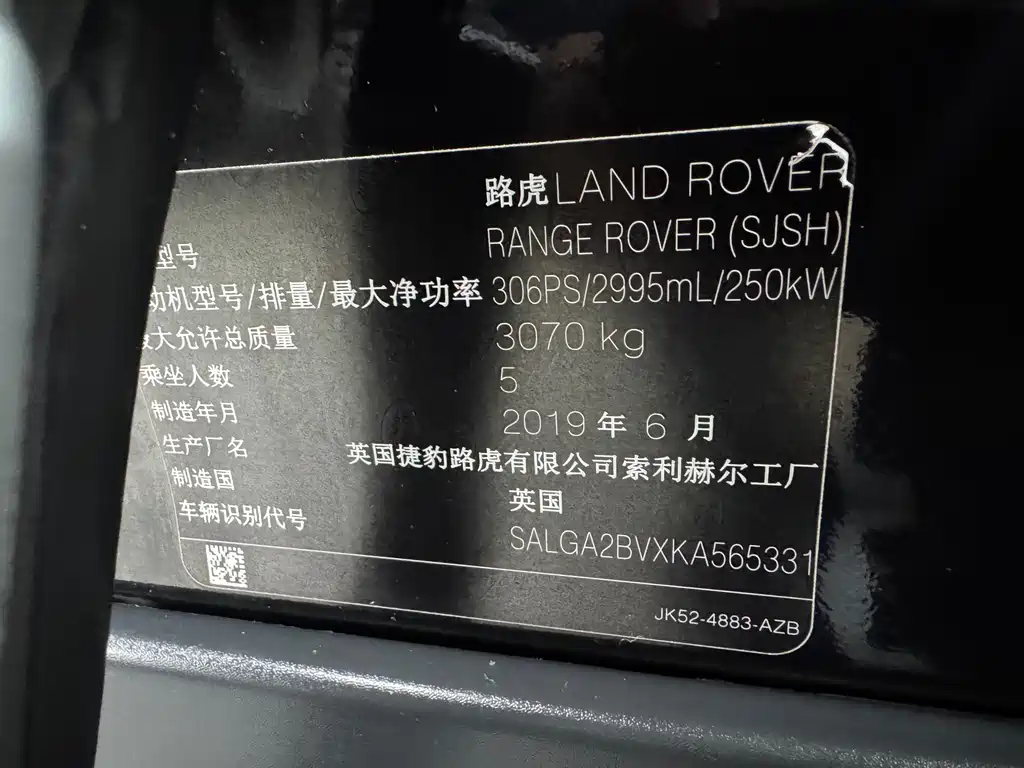 路虎LAND ROVER
型号 RANGE ROVER (SJSH)
动机型号/排量/最大净功率 306PS/2995mL/250kW
大允许总质量 3070 kg
乘坐人数 5
制造年月 2019 年 6 月
生产厂名 英国捷豹路虎有限公司索利赫尔工厂
制造国 英国
车辆识别代号 SALGA2BVXKA565331
JK52-4883-AZB